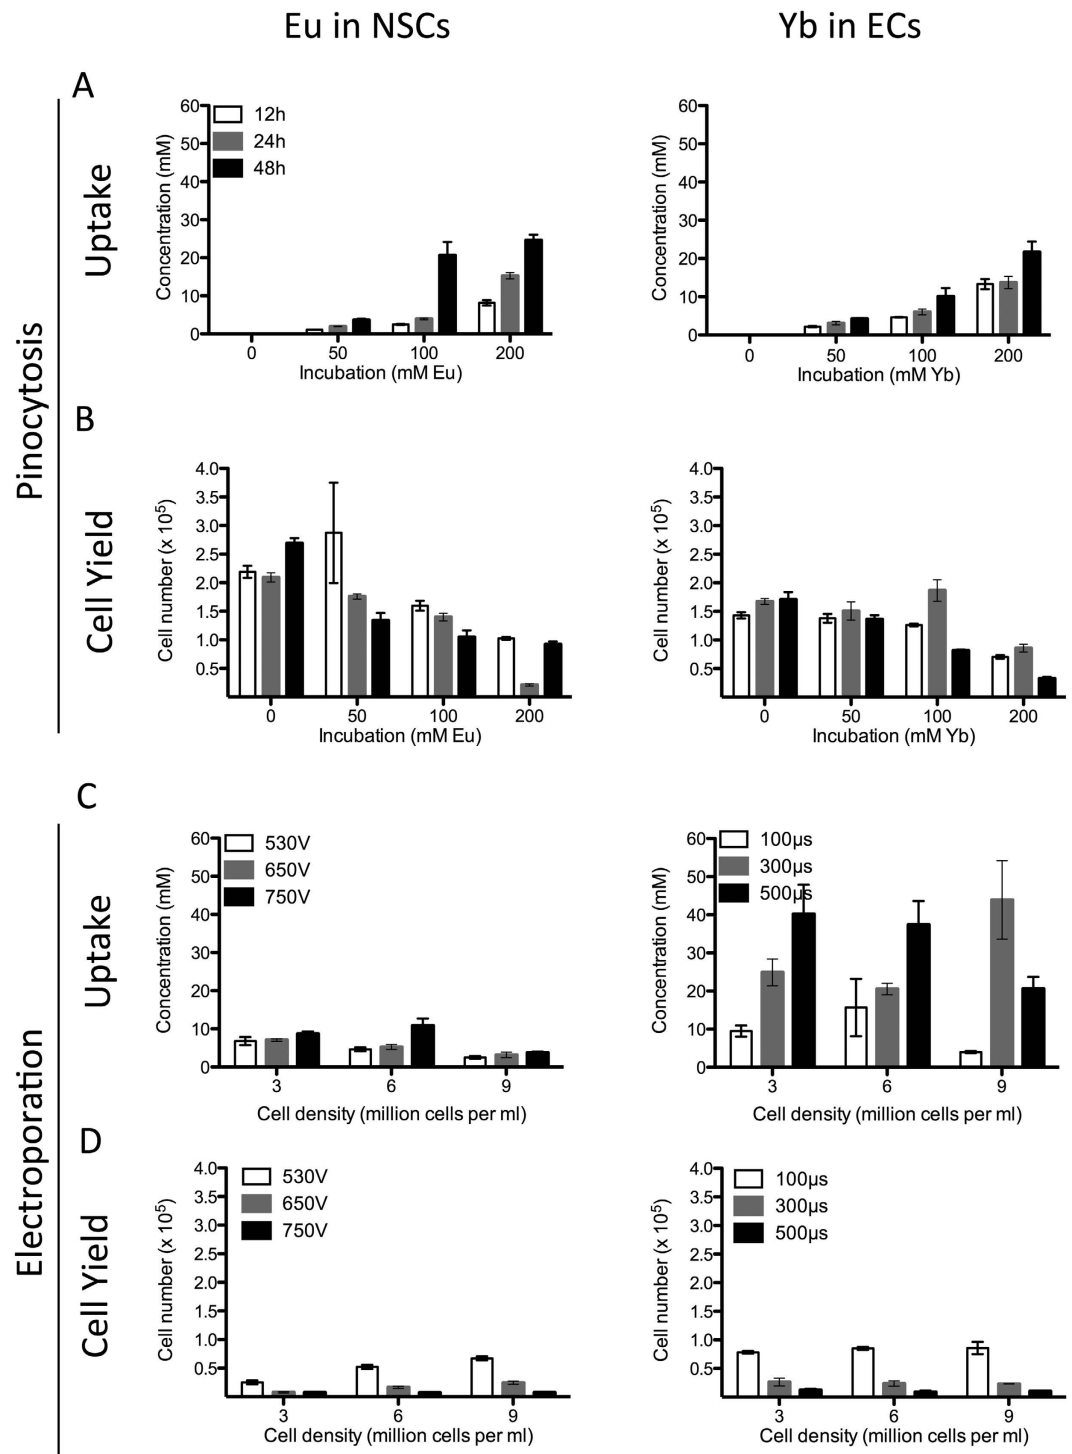 Eu in NSCs
Yb in ECs
Pinocytosis
A
Uptake
Concentration (mM)
60
50
40
30
20
10
0
12h
24h
48h
0 50 100 200
Incubation (mM Eu)
Concentration (mM)
60
50
40
30
20
10
0
0 50 100 200
Incubation (mM Yb)
B
Cell Yield
Cell number (x 10⁵)
4.0
3.5
3.0
2.5
2.0
1.5
1.0
0.5
0 50 100 200
Incubation (mM Eu)
Cell number (x 10⁵)
4.0
3.5
3.0
2.5
2.0
1.5
1.0
0.5
0 50 100 200
Incubation (mM Yb)
Electroporation
C
Uptake
Concentration (mM)
60
50
40
30
20
10
0
530V
650V
750V
3 6 9
Cell density (million cells per ml)
Concentration (mM)
60
50
40
30
20
10
0
100µs
300µs
500µs
3 6 9
Cell density (million cells per ml)
D
Cell Yield
Cell number (x 10⁵)
4.0
3.5
3.0
2.5
2.0
1.5
1.0
0.5
530V
650V
750V
3 6 9
Cell density (million cells per ml)
Cell number (x 10⁵)
4.0
3.5
3.0
2.5
2.0
1.5
1.0
0.5
100µs
300µs
500µs
3 6 9
Cell density (million cells per ml)